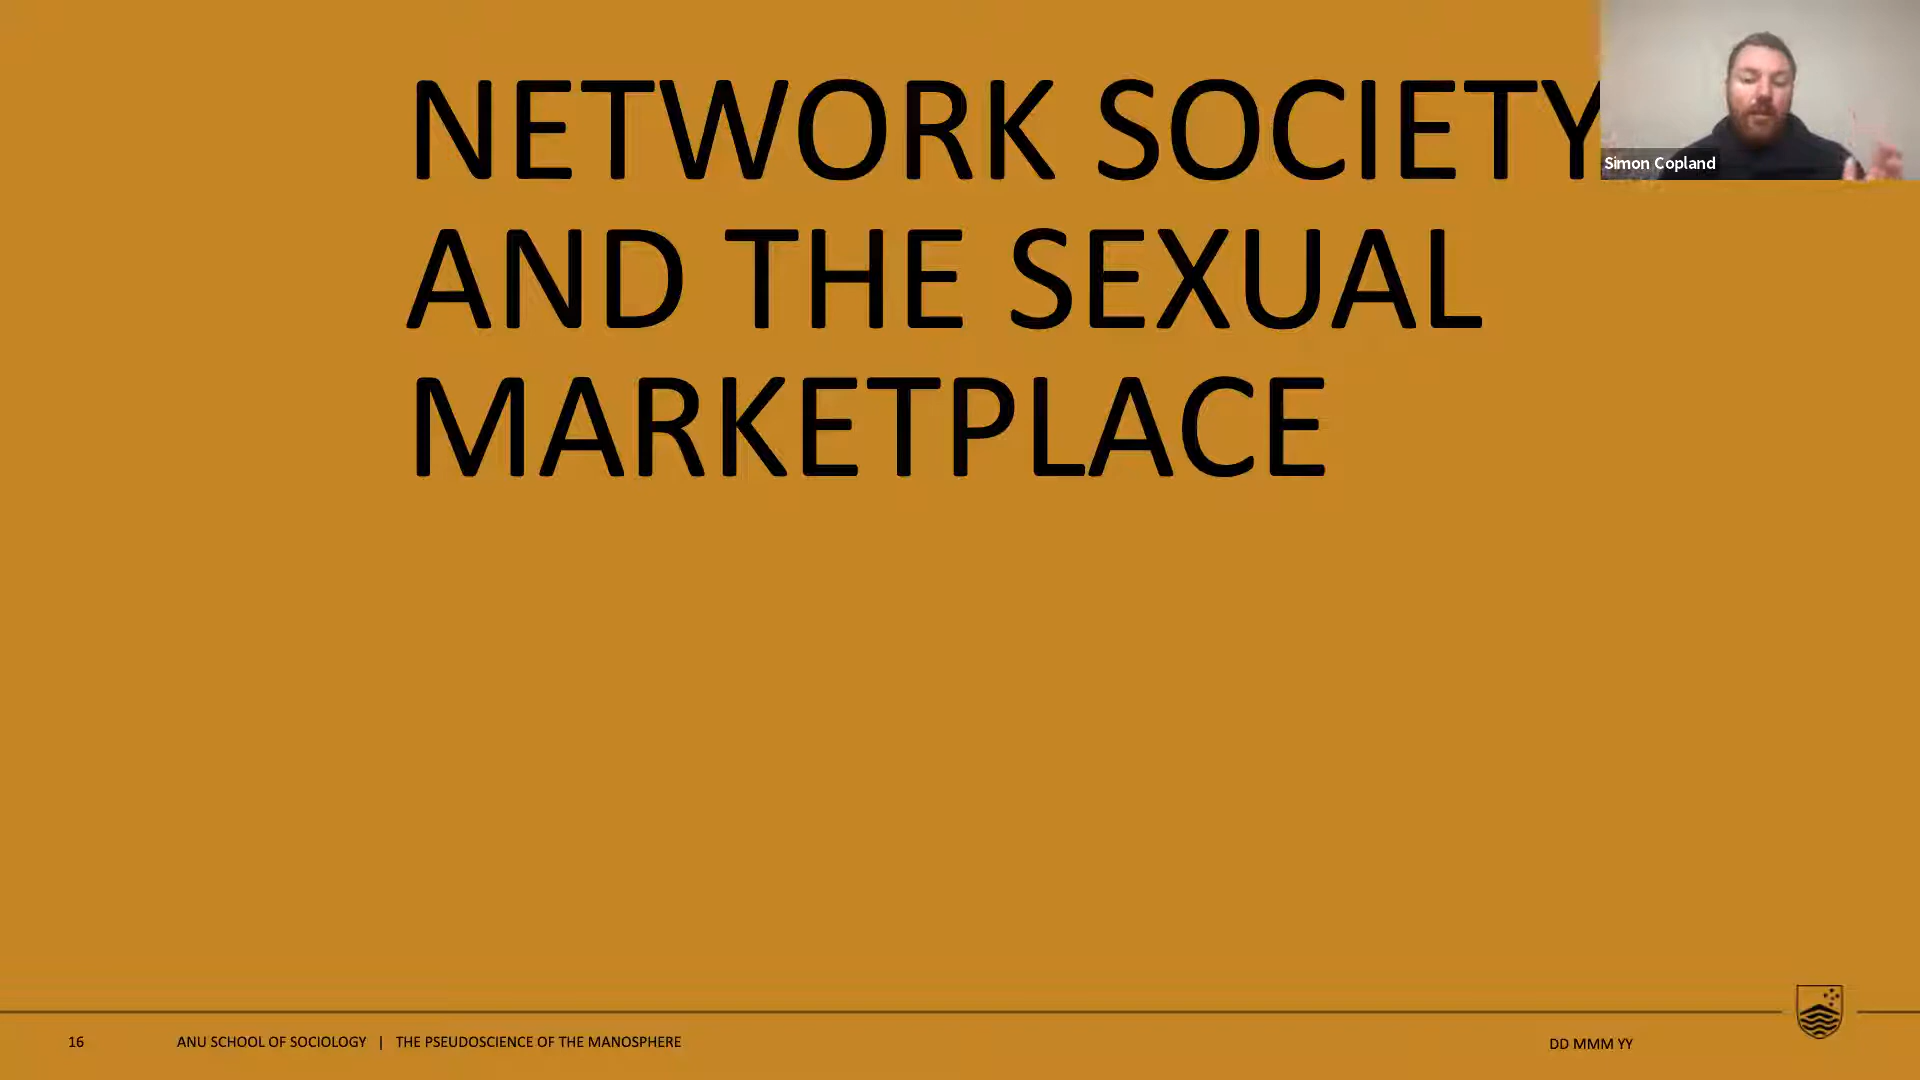 NETWORK SOCIETY
AND THE SEXUAL
MARKETPLACE
Simon Copland
16 ANU SCHOOL OF SOCIOLOGY | THE PSEUDOSCIENCE OF THE MANOSPHERE DD MMM YY